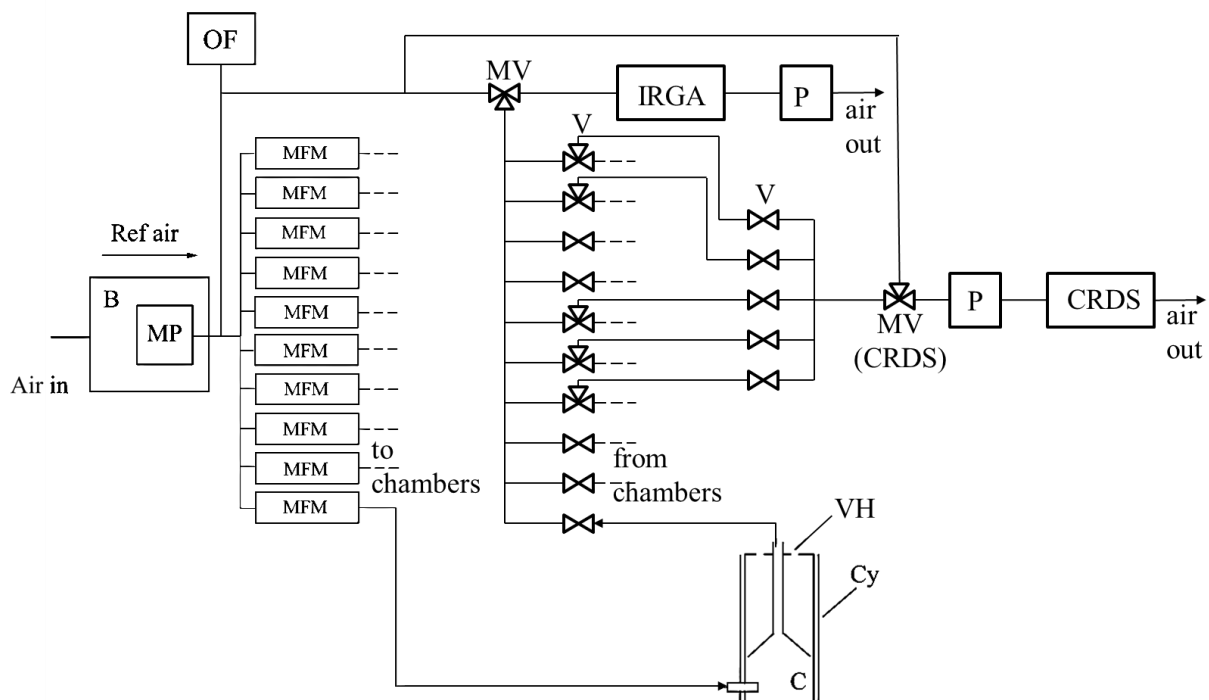 OF
MV
IRGA
P
air
out
V
MFM
MFM
MFM
MFM
MFM
MFM
MFM
MFM
MFM
MFM
Ref air
B
MP
Air in
V
P
CRDS
MV
(CRDS)
air
out
to
chambers
from
chambers
VH
Cy
C